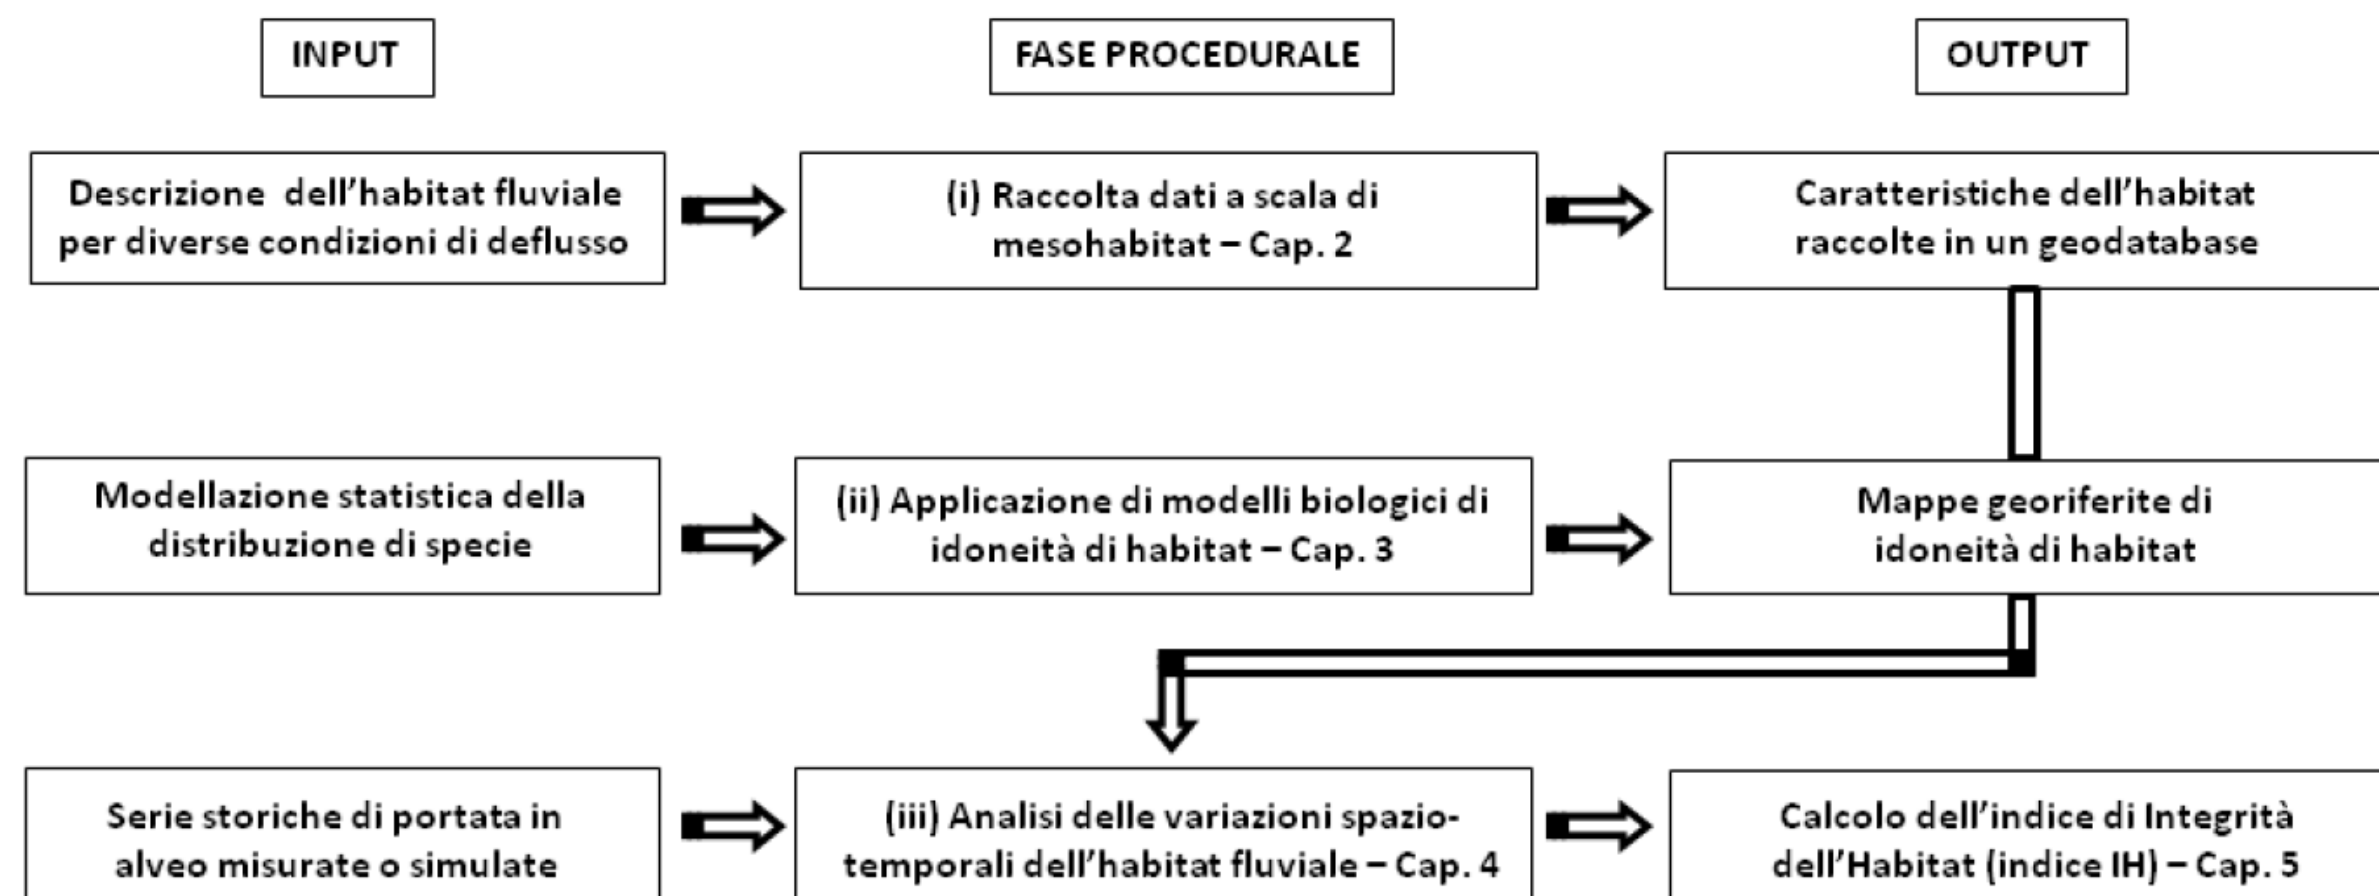 INPUT
FASE PROCEDURALE
OUTPUT
Descrizione dell'habitat fluviale
per diverse condizioni di deflusso
(i) Raccolta dati a scala di
mesohabitat – Cap. 2
Caratteristiche dell'habitat
raccolte in un geodatabase
Modellazione statistica della
distribuzione di specie
(ii) Applicazione di modelli biologici di
idoneità di habitat – Cap. 3
Mappe georiferite di
idoneità di habitat
Serie storiche di portata in
alveo misurate o simulate
(iii) Analisi delle variazioni spazio-
temporali dell'habitat fluviale – Cap. 4
Calcolo dell'indice di Integrità
dell'Habitat (indice IH) – Cap. 5